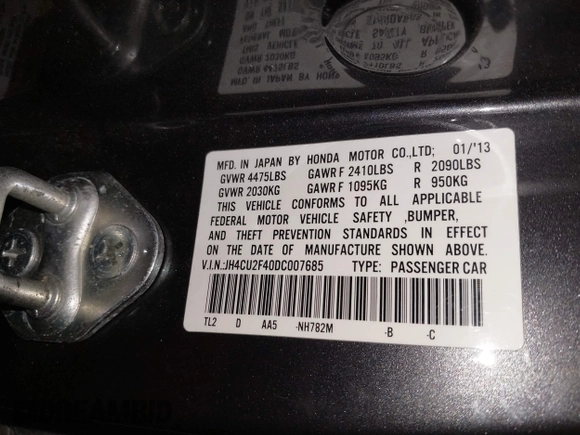 MFD. IN JAPAN BY HONDA MOTOR CO.,LTD; 01/'13
GVWR 4475LBS GAWR F 2410LBS R 2090LBS
GVWR 2030KG GAWR F 1095KG R 950KG
THIS VEHICLE CONFORMS TO ALL APPLICABLE
FEDERAL MOTOR VEHICLE SAFETY ,BUMPER,
AND THEFT PREVENTION STANDARDS IN EFFECT
ON THE DATE OF MANUFACTURE SHOWN ABOVE.
V.I.N.:JH4CU2F40DC007685 TYPE: PASSENGER CAR
TL2 D AA5 -NH782M -B -C